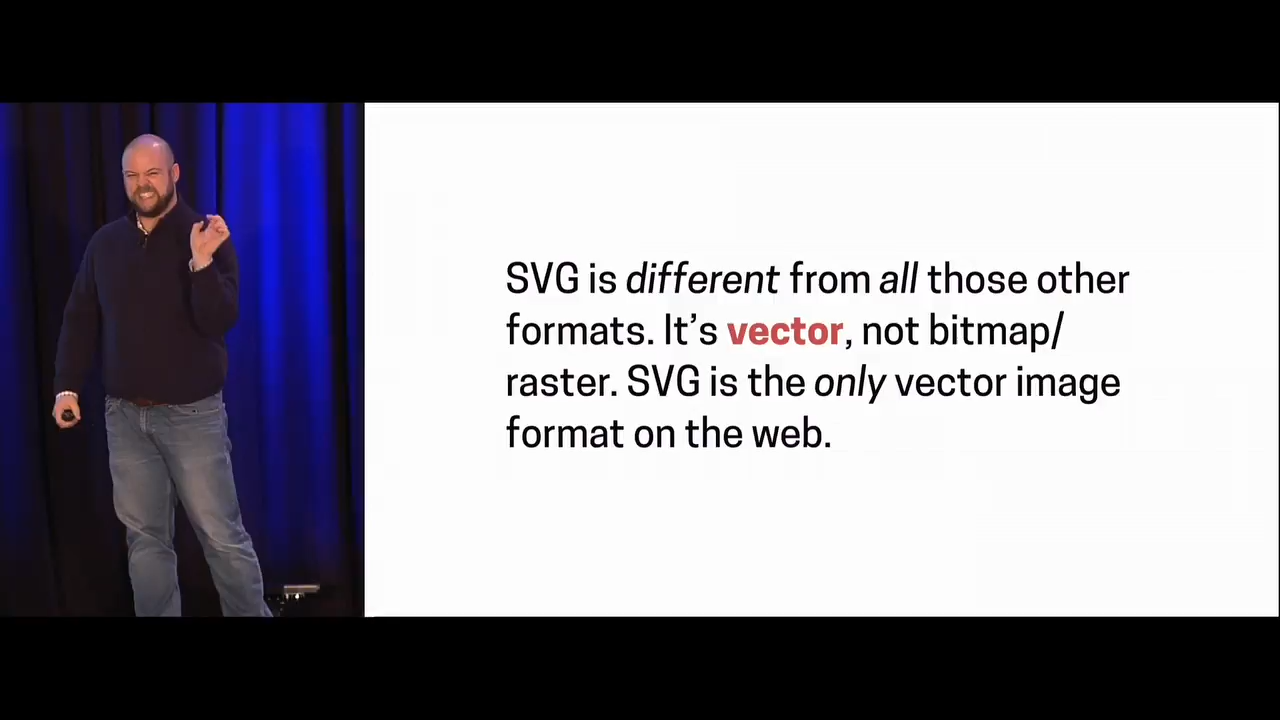 SVG is different from all those other
formats. It’s vector, not bitmap/
raster. SVG is the only vector image
format on the web.